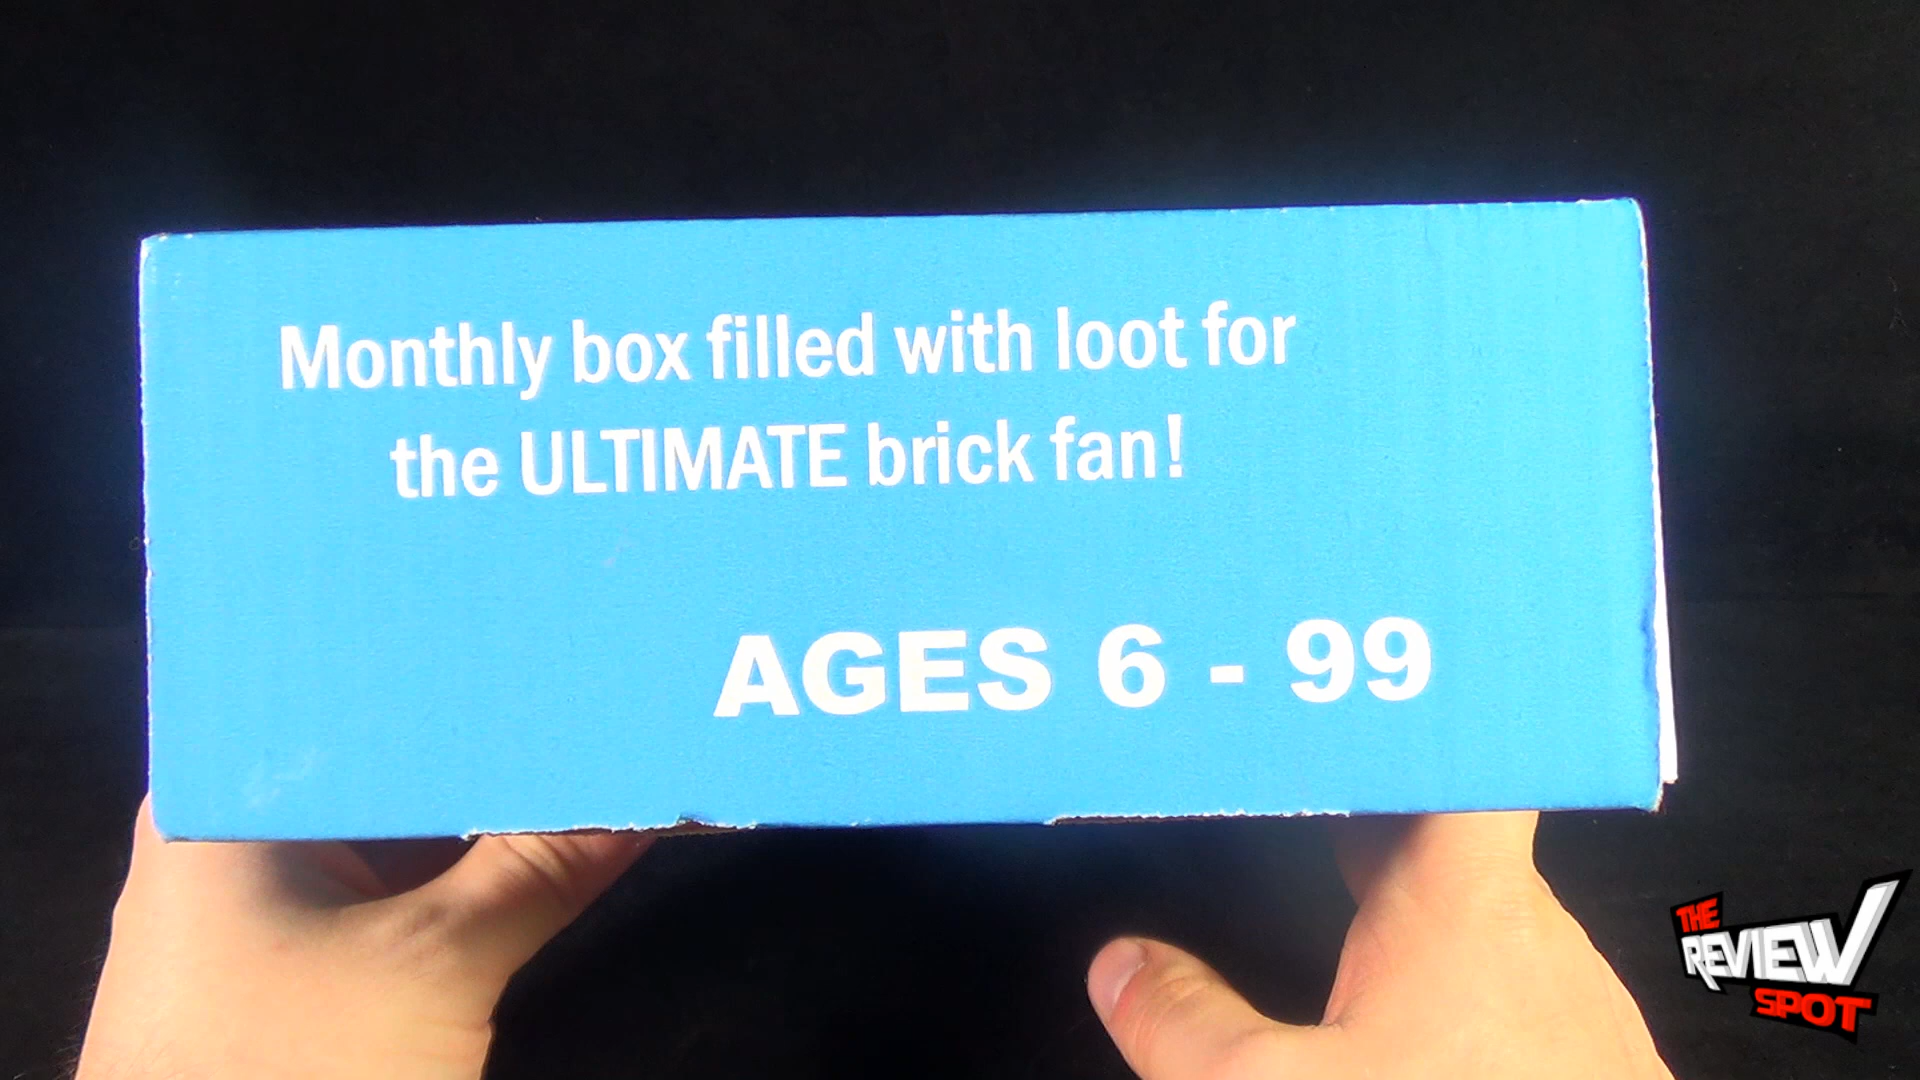 Monthly box filled with loot for
the ULTIMATE brick fan!
AGES 6 - 99
THE
REVIEW
SPOT